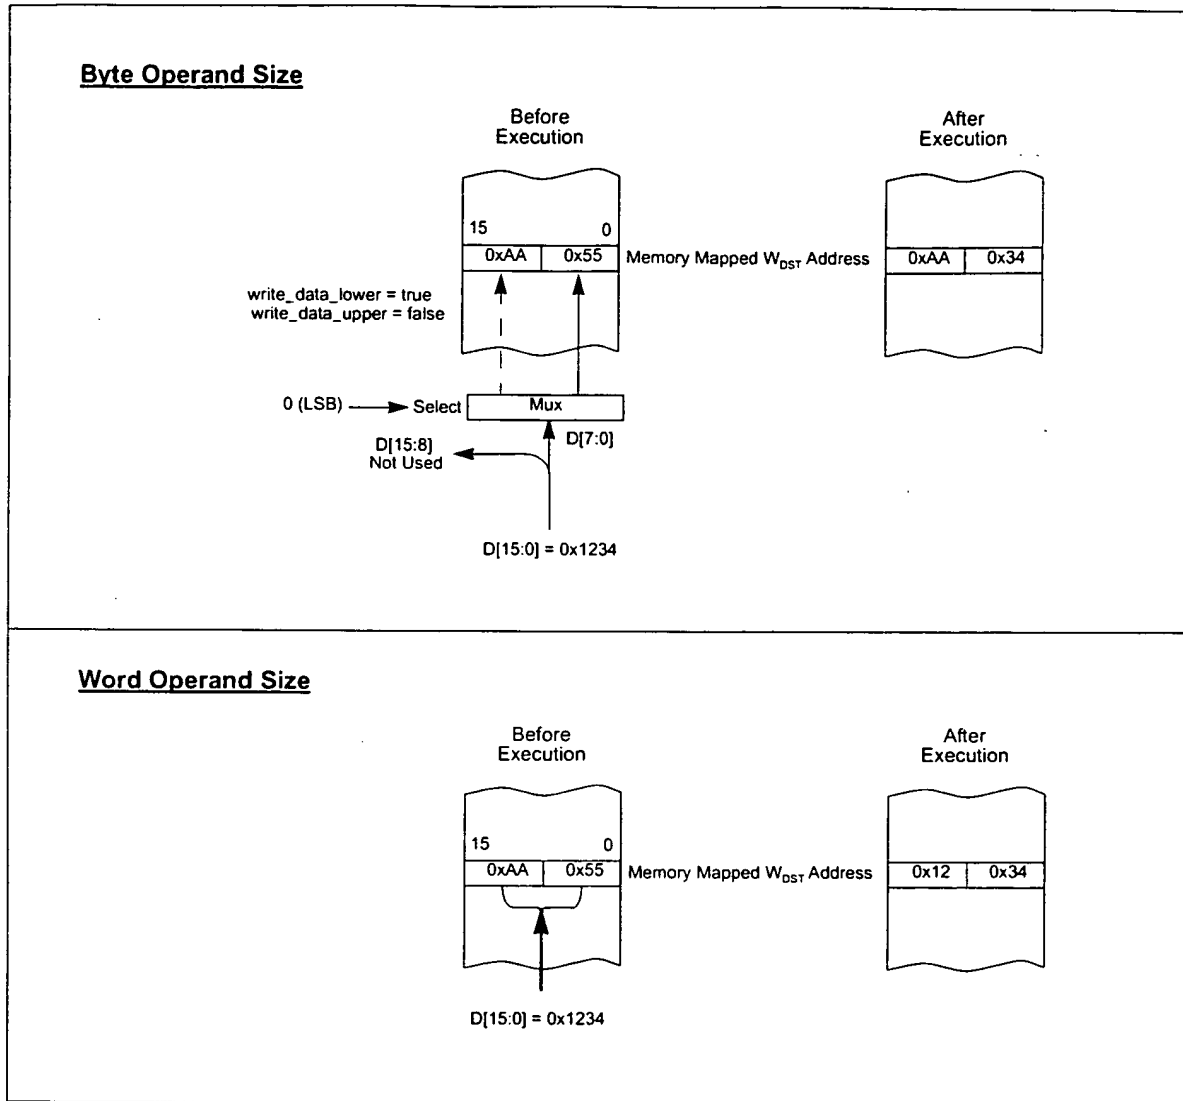 Byte Operand Size
Before
Execution
After
Execution
15 0
0xAA 0x55 Memory Mapped WDST Address 0xAA 0x34
write_data_lower = true
write_data_upper = false
0 (LSB) Select Mux
D[15:8]
Not Used
D[7:0]
D[15:0] = 0x1234
Word Operand Size
Before
Execution
After
Execution
15 0
0xAA 0x55 Memory Mapped WDST Address 0x12 0x34
D[15:0] = 0x1234